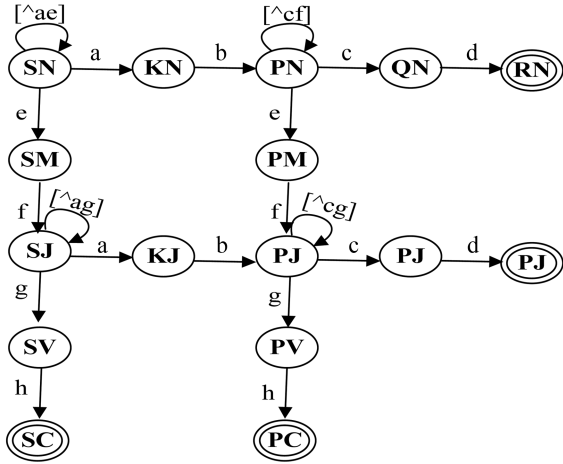 [^ae] [^cf]
SN a KN b PN c QN d RN
e e
SM PM
f [^ag] f [^cg]
SJ a KJ b PJ c PJ d PJ
g g
SV PV
h h
SC PC